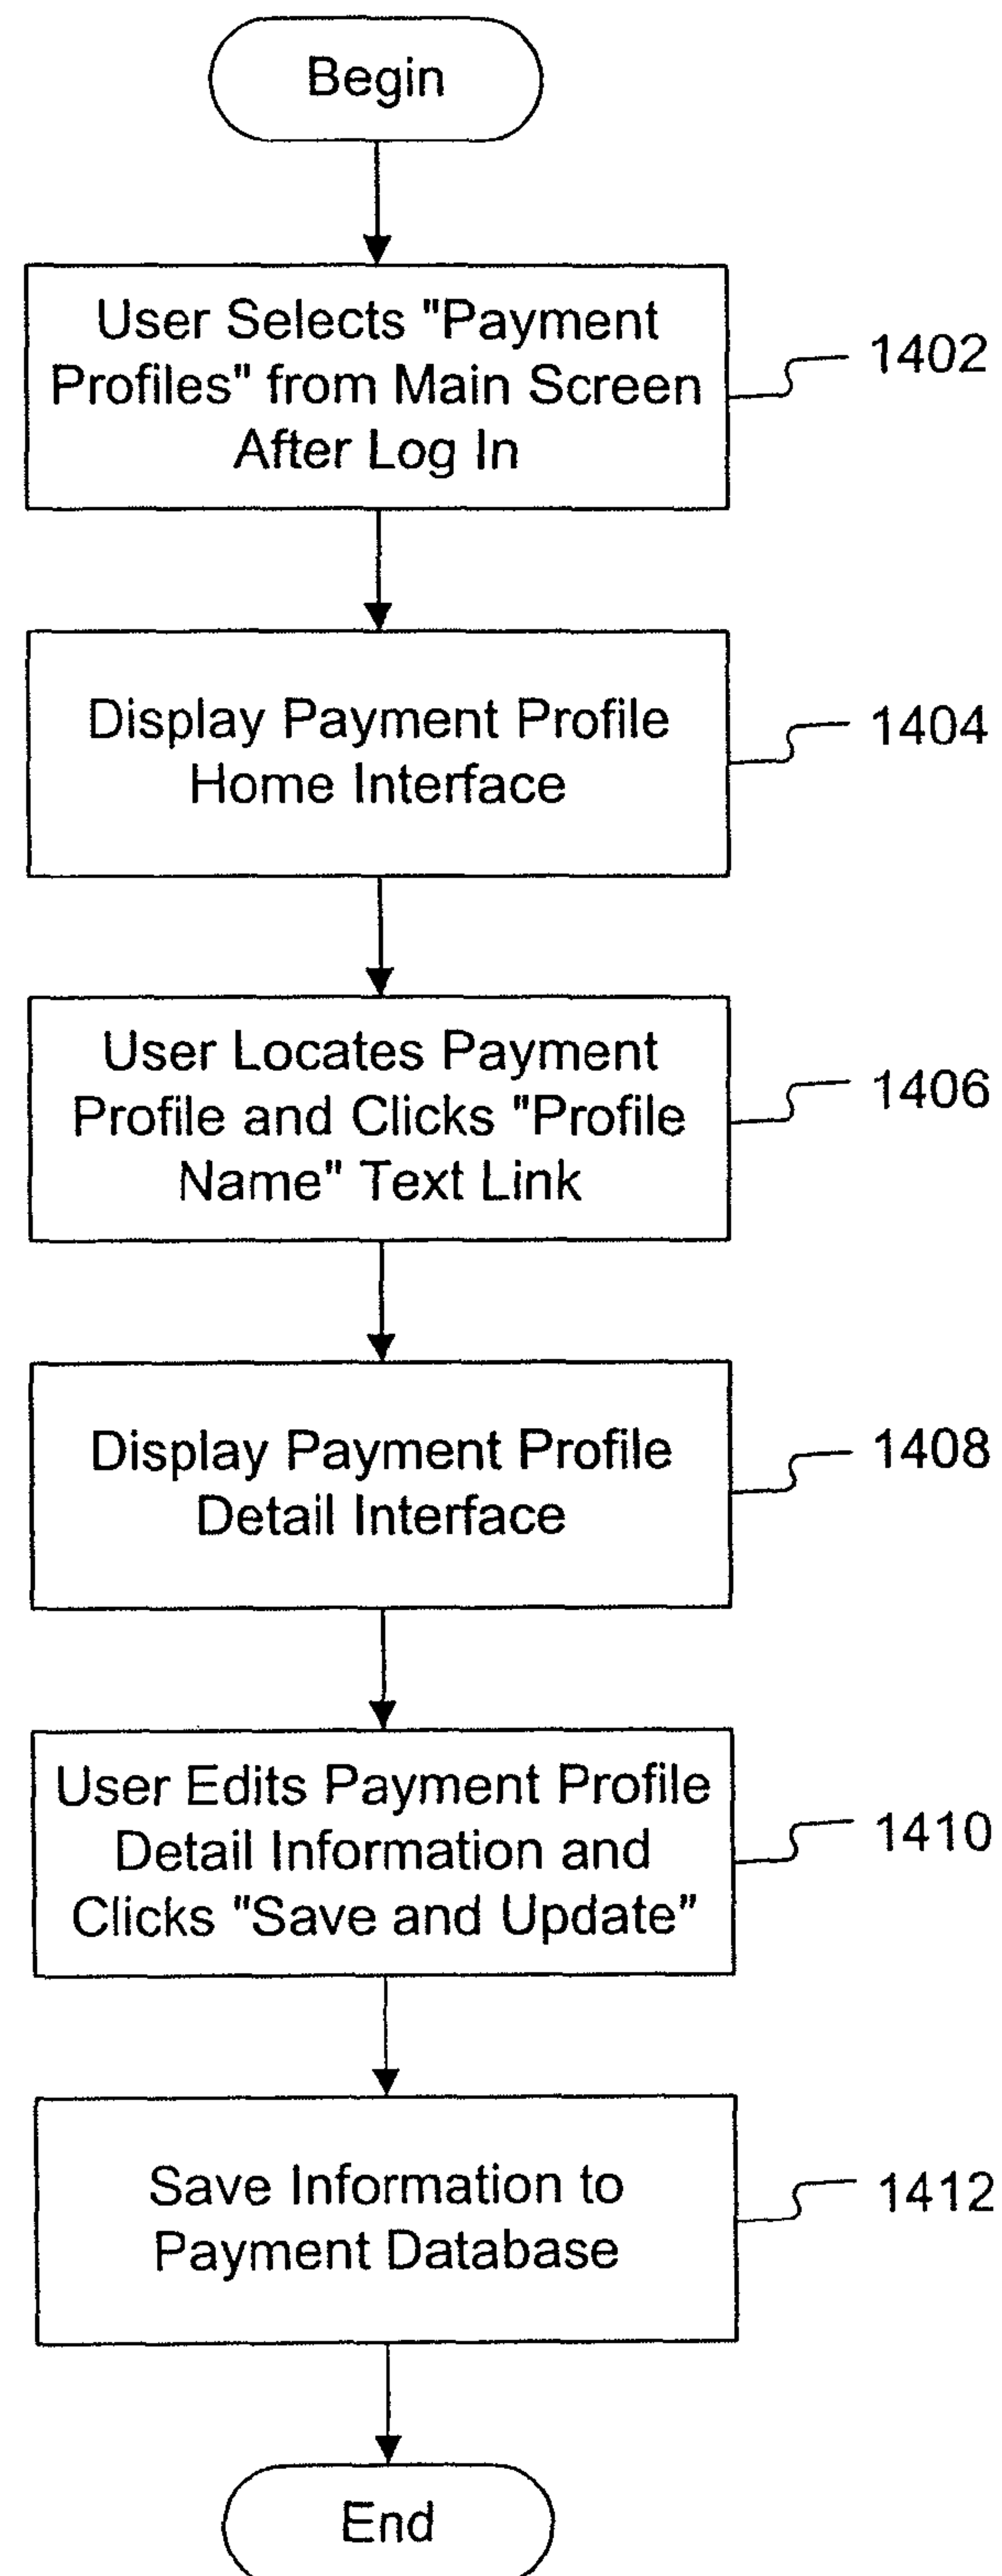 Begin
User Selects "Payment
Profiles" from Main Screen
After Log In
1402
Display Payment Profile
Home Interface
1404
User Locates Payment
Profile and Clicks "Profile
Name" Text Link
1406
Display Payment Profile
Detail Interface
1408
User Edits Payment Profile
Detail Information and
Clicks "Save and Update"
1410
Save Information to
Payment Database
1412
End